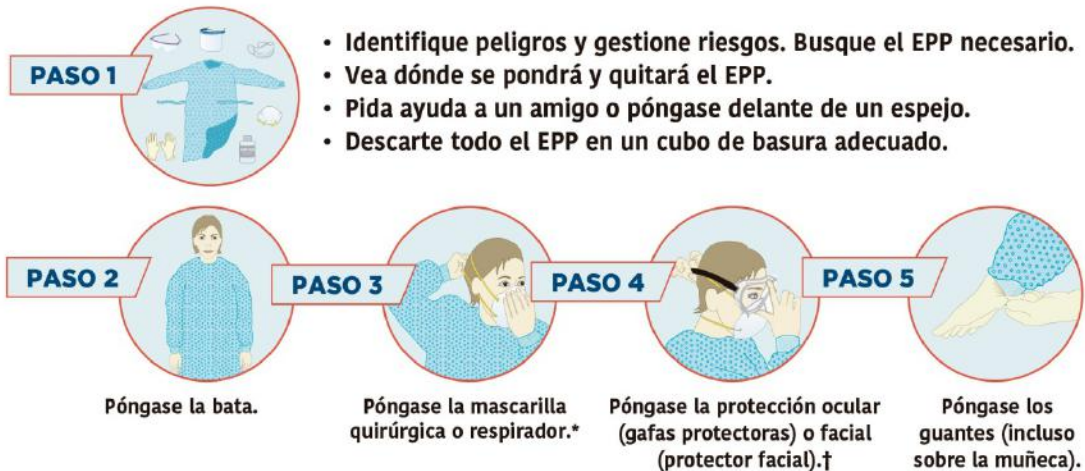 PASO 1
• Identifique peligros y gestione riesgos. Busque el EPP necesario.
• Vea dónde se pondrá y quitará el EPP.
• Pida ayuda a un amigo o póngase delante de un espejo.
• Descarte todo el EPP en un cubo de basura adecuado.
PASO 2
Póngase la bata.
PASO 3
Póngase la mascarilla
quirúrgica o respirador.*
PASO 4
Póngase la protección ocular
(gafas protectoras) o facial
(protector facial).†
PASO 5
Póngase los
guantes (incluso
sobre la muñeca).